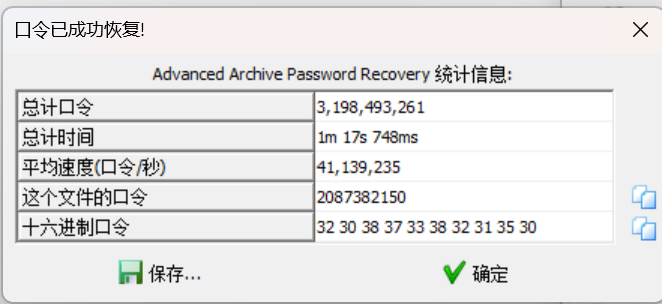 口令已成功恢复!
Advanced Archive Password Recovery 统计信息:
总计口令 3,198,493,261
总计时间 1m 17s 748ms
平均速度(口令/秒) 41,139,235
这个文件的口令 2087382150
十六进制口令 32 30 38 37 33 38 32 31 35 30
保存... 确定